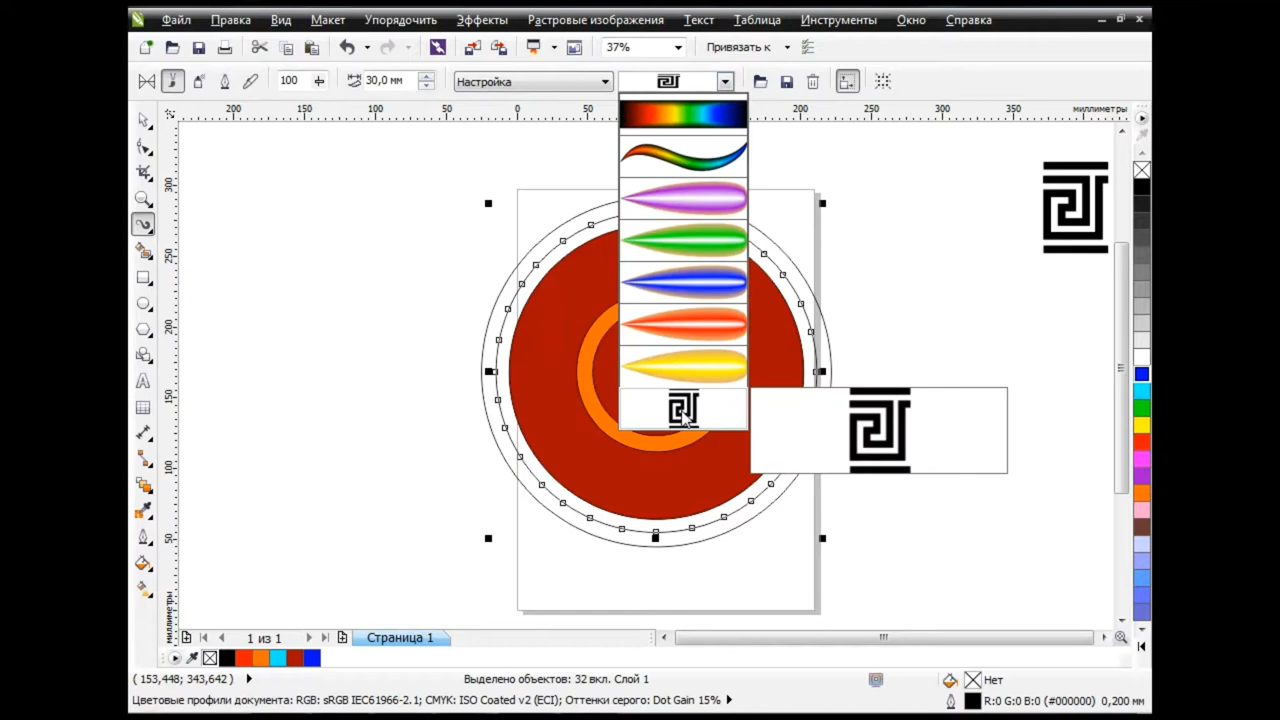 Файл Правка Вид Макет Упорядочить Эффекты Растровые изображения Текст Таблица Инструменты Окно Справка
37% Привязать к
100 30,0 мм Настройка
200 150 100 50 0 50 200 250 300 350 миллиметры
300
250
200
150
100
50
миллиметры
1 из 1 Страница 1
( 153,448; 343,642 ) Выделено объектов: 32 вкл. Слой 1 Нет
Цветовые профили документа: RGB: sRGB IEC61966-2.1; CMYK: ISO Coated v2 (ECI); Оттенки серого: Dot Gain 15% R:0 G:0 B:0 (#000000) 0,200 мм